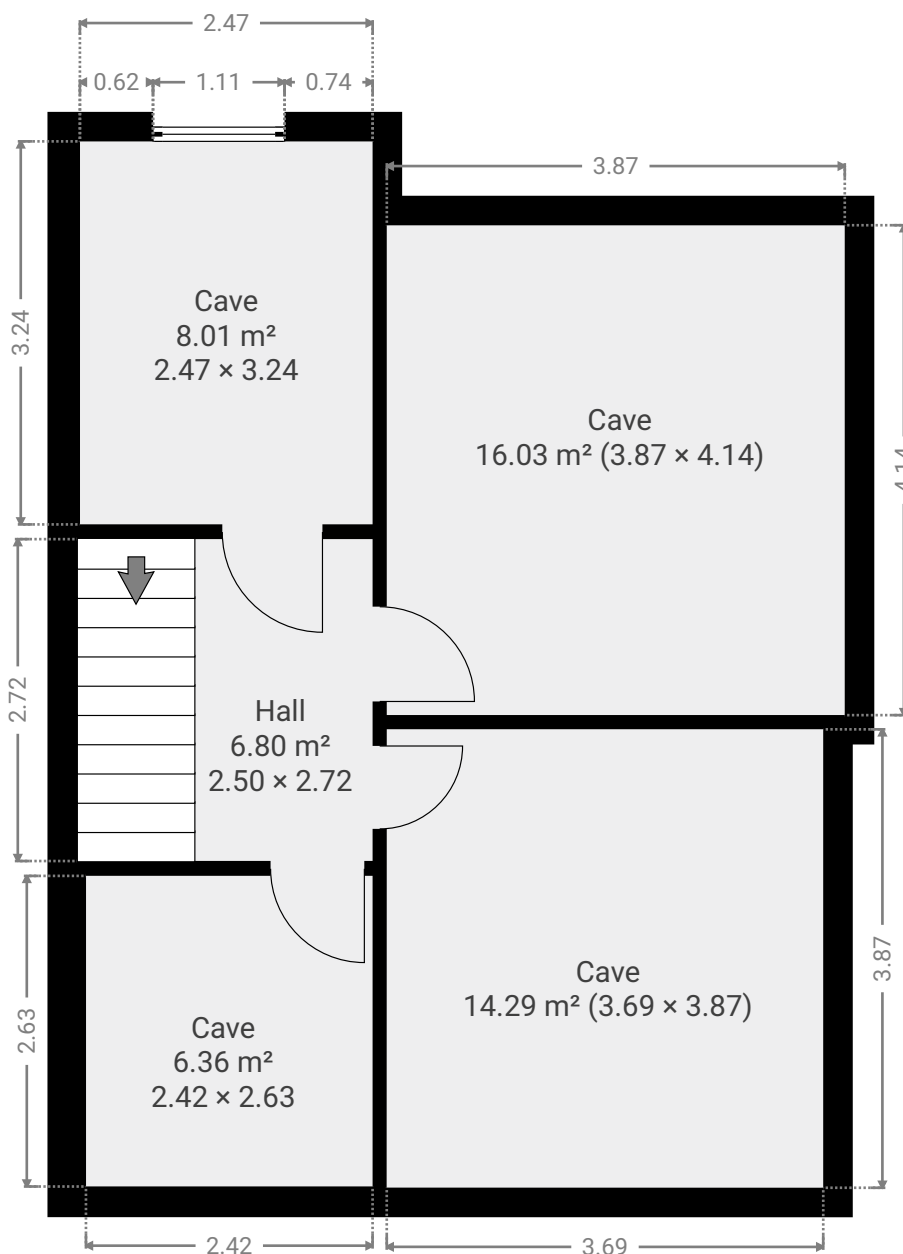 2.47
0.62
1.11
0.74
3.87
3.24
Cave
8.01 m²
2.47 × 3.24
Cave
16.03 m² (3.87 × 4.14)
4.14
2.72
Hall
6.80 m²
2.50 × 2.72
3.87
Cave
14.29 m² (3.69 × 3.87)
2.63
Cave
6.36 m²
2.42 × 2.63
2.42
3.69